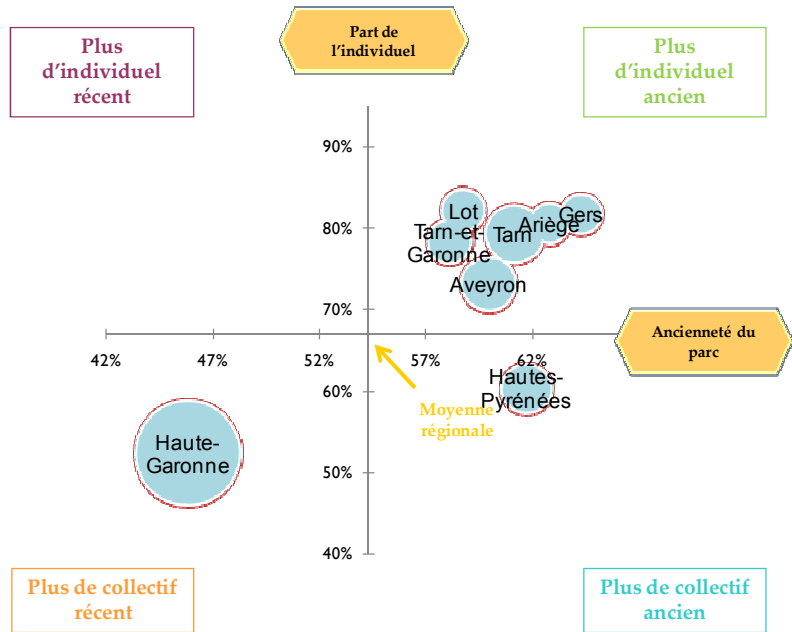 Plus
d'individuel
récent
Part de
l'individuel
Plus
d'individuel
ancien
90%
80%
70%
60%
50%
40%
Lot
Tarn-et-
Garonne
Tarn
Ariège
Gers
Aveyron
42%
47%
52%
57%
62%
Ancienneté du
parc
Hautes-
Pyrénées
Moyenne
régionale
Haute-
Garonne
Plus de collectif
récent
Plus de collectif
ancien